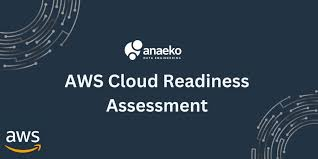 anaeko
DATA ENGINEERING
AWS Cloud Readiness
Assessment
aws